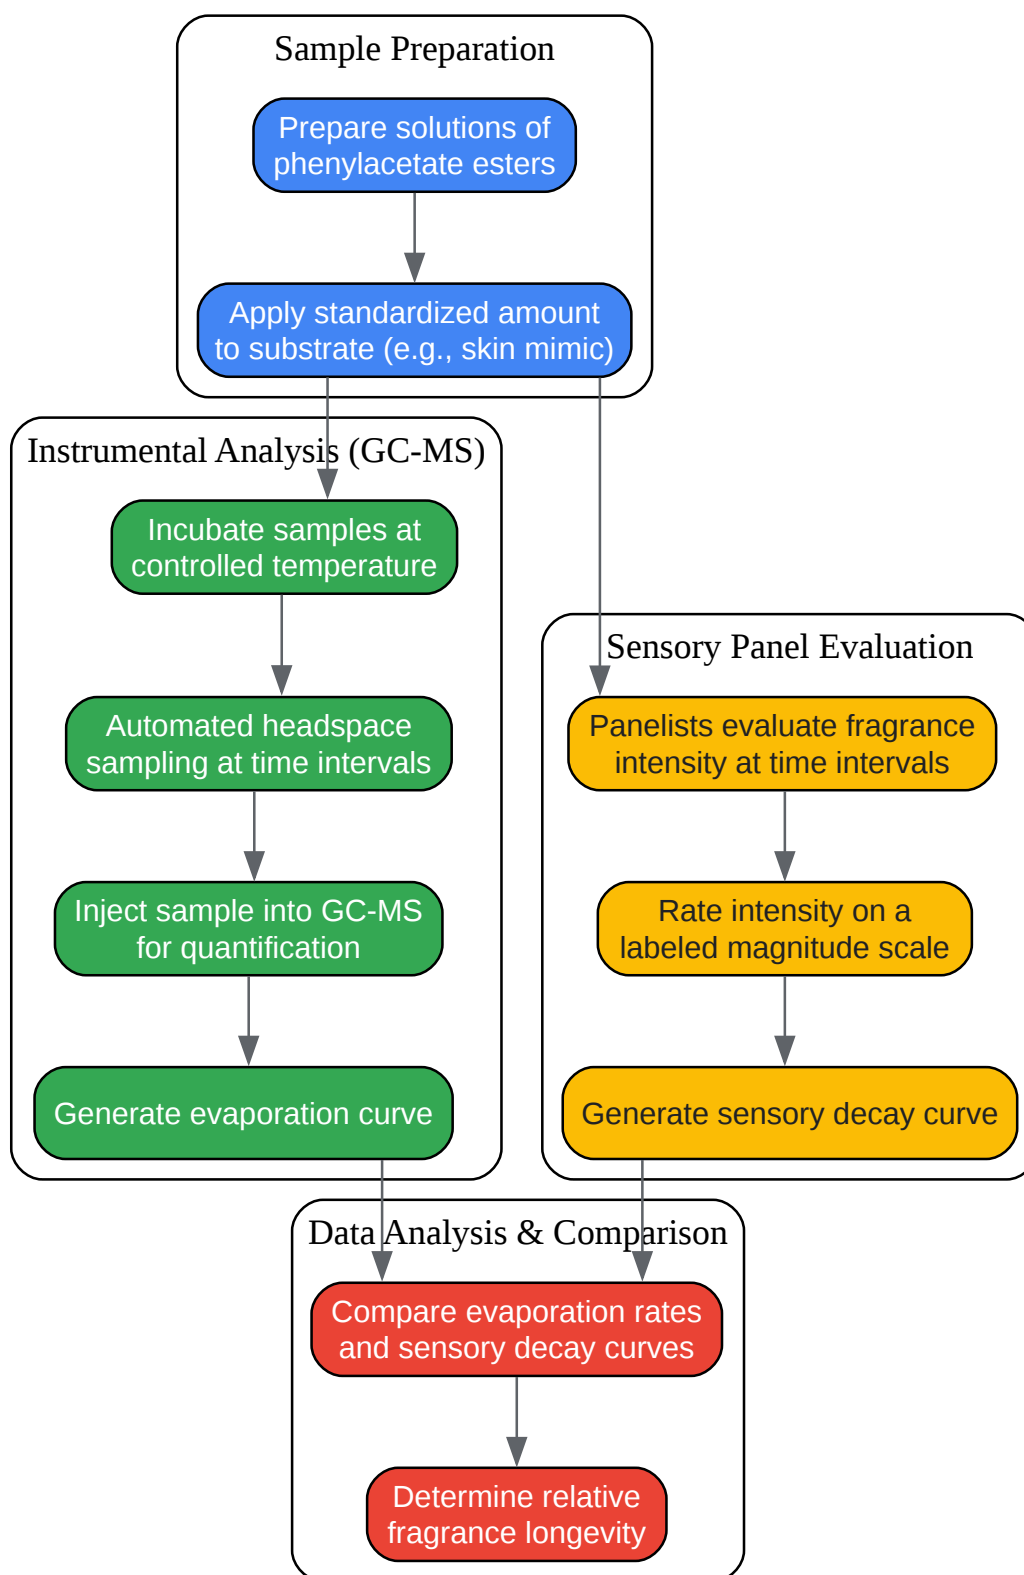 Sample Preparation
Prepare solutions of
phenylacetate esters
Apply standardized amount
to substrate (e.g., skin mimic)
Instrumental Analysis (GC-MS)
Incubate samples at
controlled temperature
Automated headspace
sampling at time intervals
Inject sample into GC-MS
for quantification
Generate evaporation curve
Sensory Panel Evaluation
Panelists evaluate fragrance
intensity at time intervals
Rate intensity on a
labeled magnitude scale
Generate sensory decay curve
Data Analysis & Comparison
Compare evaporation rates
and sensory decay curves
Determine relative
fragrance longevity